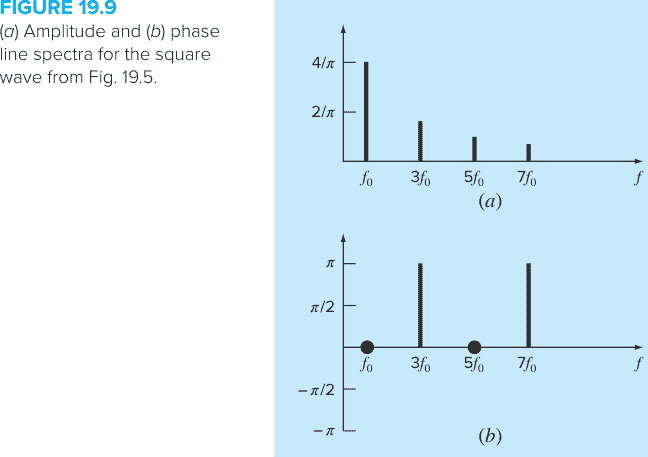 FIGURE 19.9
(a) Amplitude and (b) phase
line spectra for the square
wave from Fig. 19.5.
4/π
2/π
f₀ 3f₀ 5f₀ 7f₀ f
(a)
π
π/2
f₀ 3f₀ 5f₀ 7f₀ f
−π/2
−π
(b)